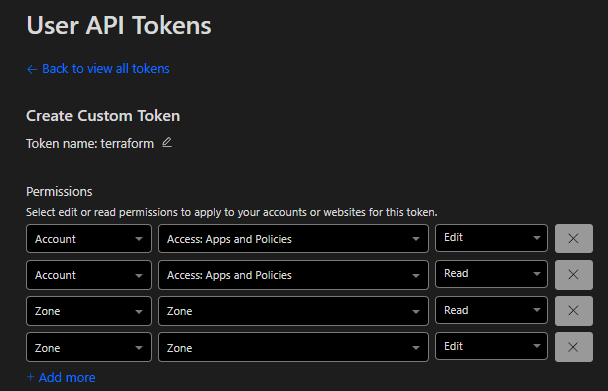 User API Tokens
← Back to view all tokens
Create Custom Token
Token name: terraform
Permissions
Select edit or read permissions to apply to your accounts or websites for this token.
Account Access: Apps and Policies Edit
Account Access: Apps and Policies Read
Zone Zone Read
Zone Zone Edit
+ Add more